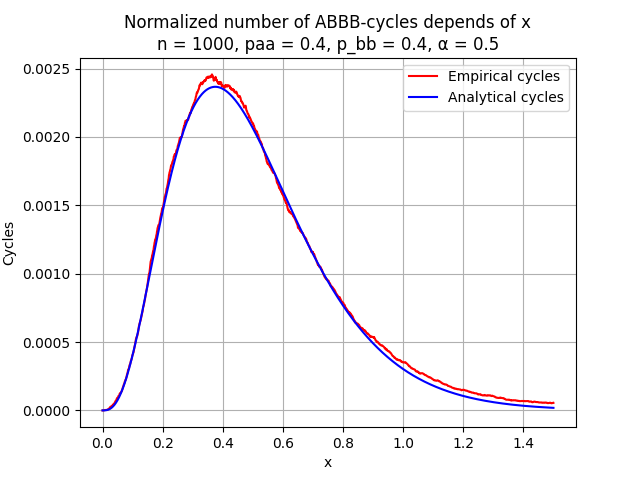 Normalized number of ABBB-cycles depends of x
n = 1000, paa = 0.4, p_bb = 0.4, α = 0.5
Empirical cycles
Analytical cycles
0.0025
0.0020
0.0015
0.0010
0.0005
0.0000
Cycles
0.0 0.2 0.4 0.6 0.8 1.0 1.2 1.4
x